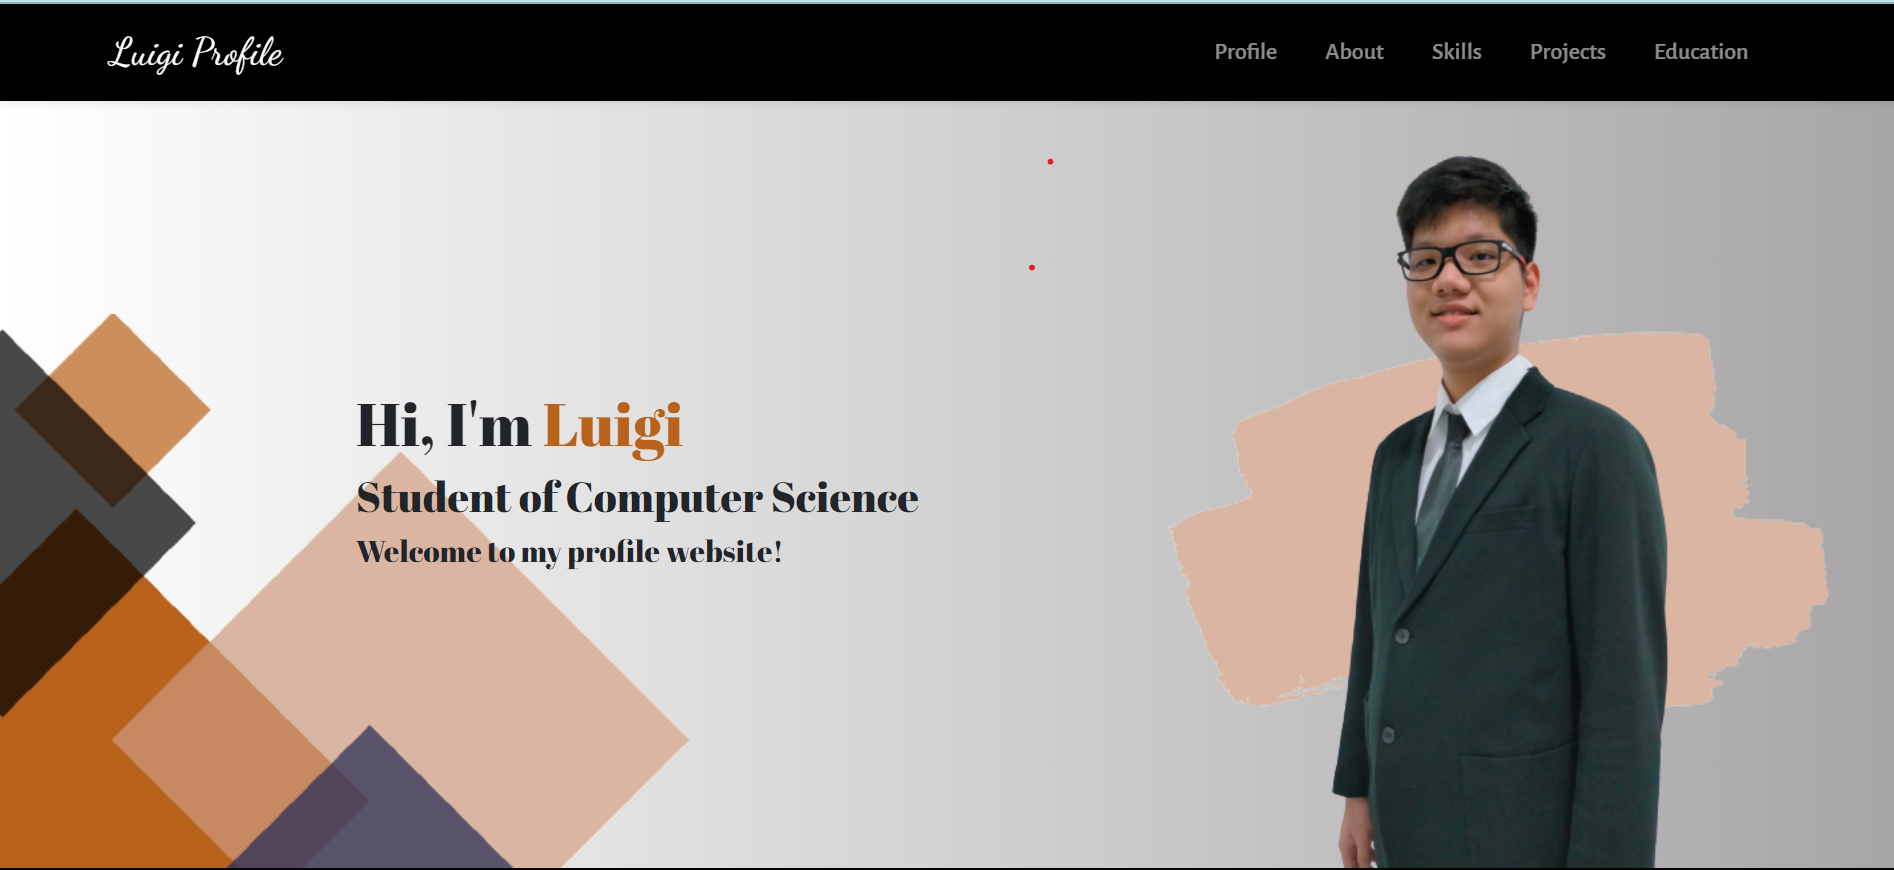 Luigi Profile
Profile About Skills Projects Education
Hi, I'm Luigi
Student of Computer Science
Welcome to my profile website!